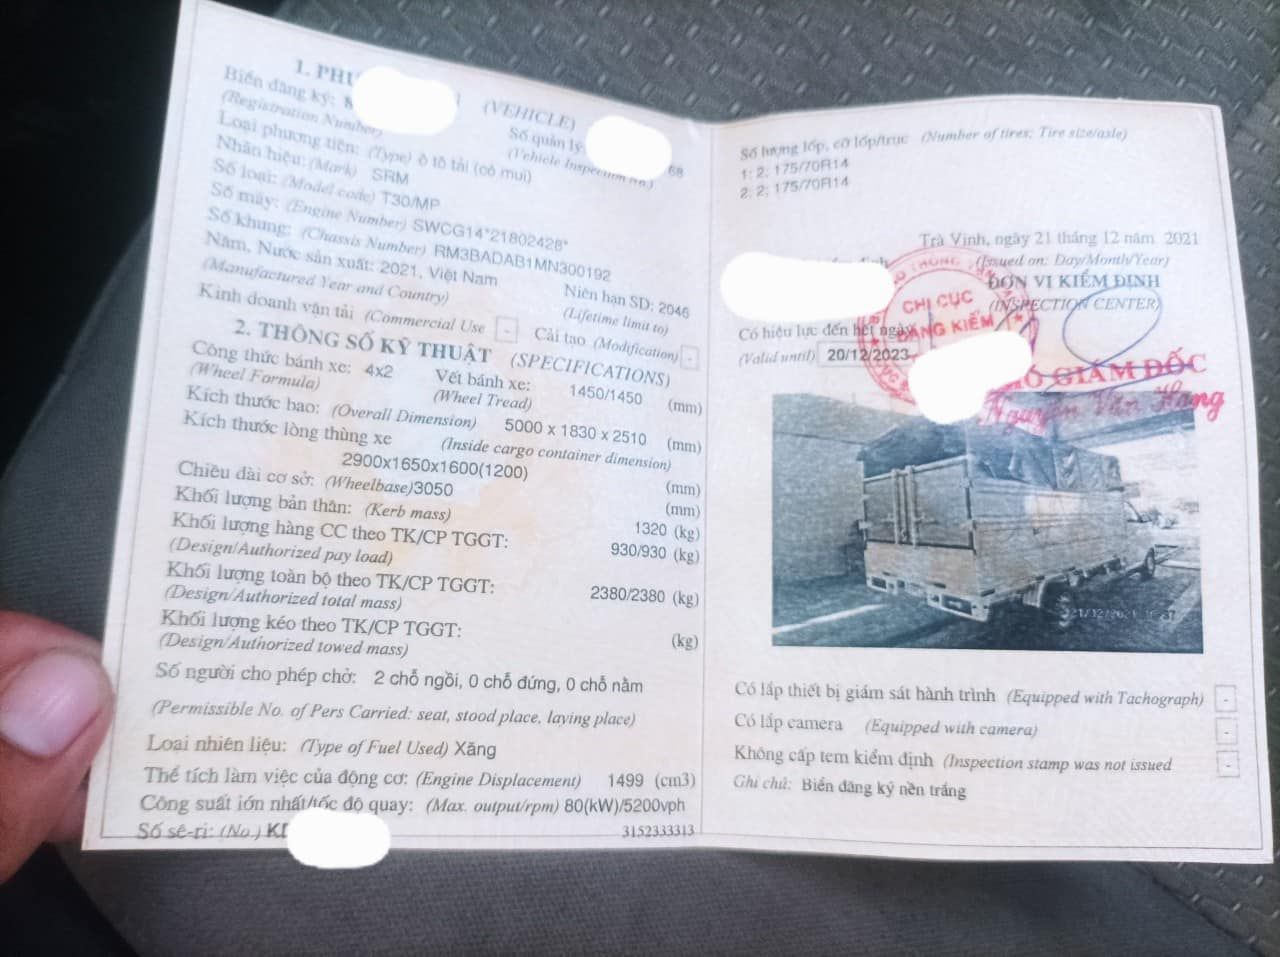 1. PHƯ
(VEHICLE)
Biển đăng ký:
(Registration Number)
Số quản lý:
(Vehicle Inspection No.) 68
Loại phương tiện: (Type) ô tô tải (có mui)
Nhãn hiệu: (Mark) SRM
Số loại: (Model code) T30/MP
Số máy: (Engine Number) SWCG14*21802428*
Số khung: (Chassis Number) RM3BADAB1MN300192
Năm, Nước sản xuất: 2021, Việt Nam
(Manufactured Year and Country)
Niên hạn SD: 2046
(Lifetime limit to)
Kinh doanh vận tải (Commercial Use -
Cải tạo (Modification) -
2. THÔNG SỐ KỸ THUẬT (SPECIFICATIONS)
Công thức bánh xe: 4x2
(Wheel Formula)
Vết bánh xe: 1450/1450 (mm)
(Wheel Tread)
Kích thước bao: (Overall Dimension) 5000 x 1830 x 2510 (mm)
Kích thước lòng thùng xe (Inside cargo container dimension)
2900x1650x1600(1200) (mm)
Chiều dài cơ sở: (Wheelbase)3050 (mm)
Khối lượng bản thân: (Kerb mass) 1320 (kg)
Khối lượng hàng CC theo TK/CP TGGT: 930/930 (kg)
(Design/Authorized pay load)
Khối lượng toàn bộ theo TK/CP TGGT: 2380/2380 (kg)
(Design/Authorized total mass)
Khối lượng kéo theo TK/CP TGGT: (kg)
(Design/Authorized towed mass)
Số người cho phép chở: 2 chỗ ngồi, 0 chỗ đứng, 0 chỗ nằm
(Permissible No. of Pers Carried: seat, stood place, laying place)
Loại nhiên liệu: (Type of Fuel Used) Xăng
Thể tích làm việc của động cơ: (Engine Displacement) 1499 (cm3)
Công suất lớn nhất/tốc độ quay: (Max. output/rpm) 80(kW)/5200vph
Số sê-ri: (No.) KD
3152333313
Số lượng lốp, cỡ lốp/trục (Number of tires; Tire size/axle)
1: 2; 175/70R14
2: 2; 175/70R14
Trà Vinh, ngày 21 tháng 12 năm 2021
(Issued on: Day/Month/Year)
ĐƠN VỊ KIỂM ĐỊNH
(INSPECTION CENTER)
CHI CỤC
ĐĂNG KIỂM
Có hiệu lực đến hết ngày
(Valid until) 20/12/2023
PHÓ GIÁM ĐỐC
Nguyễn Văn Hang
21/12/2021
Có lắp thiết bị giám sát hành trình (Equipped with Tachograph) -
Có lắp camera (Equipped with camera) -
Không cấp tem kiểm định (Inspection stamp was not issued -
Ghi chú: Biển đăng ký nền trắng